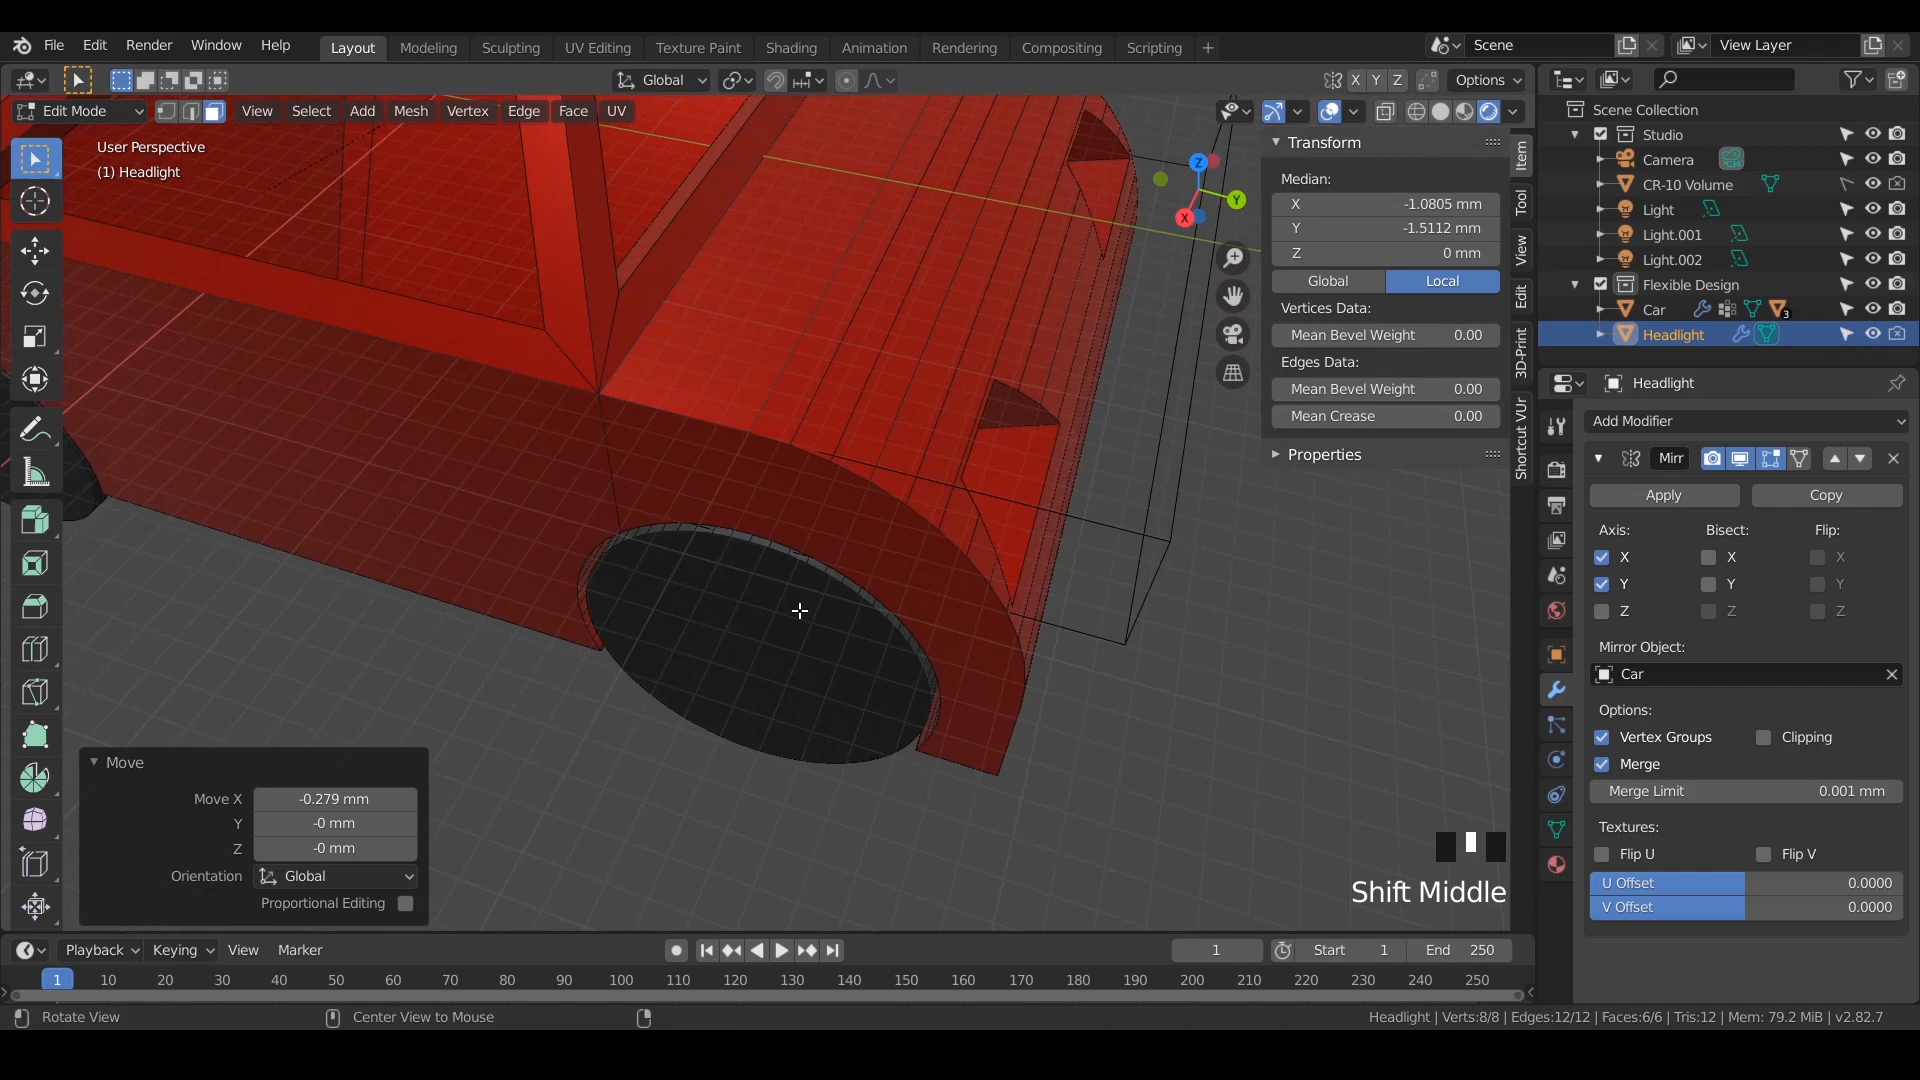 File Edit Render Window Help Layout Modeling Sculpting UV Editing Texture Paint Shading Animation Rendering Compositing Scripting + Scene View Layer
Global X Y Z Options
Edit Mode View Select Add Mesh Vertex Edge Face UV
User Perspective
(1) Headlight
Z
Y
X
Transform
Median:
X -1.0805 mm
Y -1.5112 mm
Z 0 mm
Global Local
Vertices Data:
Mean Bevel Weight 0.00
Edges Data:
Mean Bevel Weight 0.00
Mean Crease 0.00
Properties
Item
Tool
View
Edit
3D-Print
Shortcut VUr
Scene Collection
Studio
Camera
CR-10 Volume
Light
Light.001
Light.002
Flexible Design
Car 3
Headlight
Headlight
Add Modifier
Mirr
Apply Copy
Axis: Bisect: Flip:
X X X
Y Y Y
Z Z Z
Mirror Object:
Car
Options:
Vertex Groups Clipping
Merge
Merge Limit 0.001 mm
Textures:
Flip U Flip V
U Offset 0.0000
V Offset 0.0000
Move
Move X -0.279 mm
Y -0 mm
Z -0 mm
Orientation Global
Proportional Editing
Shift Middle
Playback Keying View Marker 1 Start 1 End 250
1 10 20 30 40 50 60 70 80 90 100 110 120 130 140 150 160 170 180 190 200 210 220 230 240 250
Rotate View Center View to Mouse Headlight | Verts:8/8 | Edges:12/12 | Faces:6/6 | Tris:12 | Mem: 79.2 MiB | v2.82.7